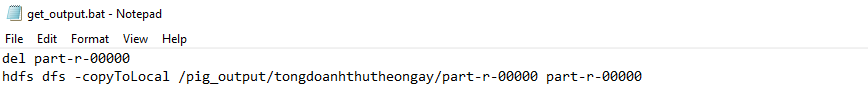 get_output.bat - Notepad
File Edit Format View Help
del part-r-00000
hdfs dfs -copyToLocal /pig_output/tongdoanhthutheongay/part-r-00000 part-r-00000